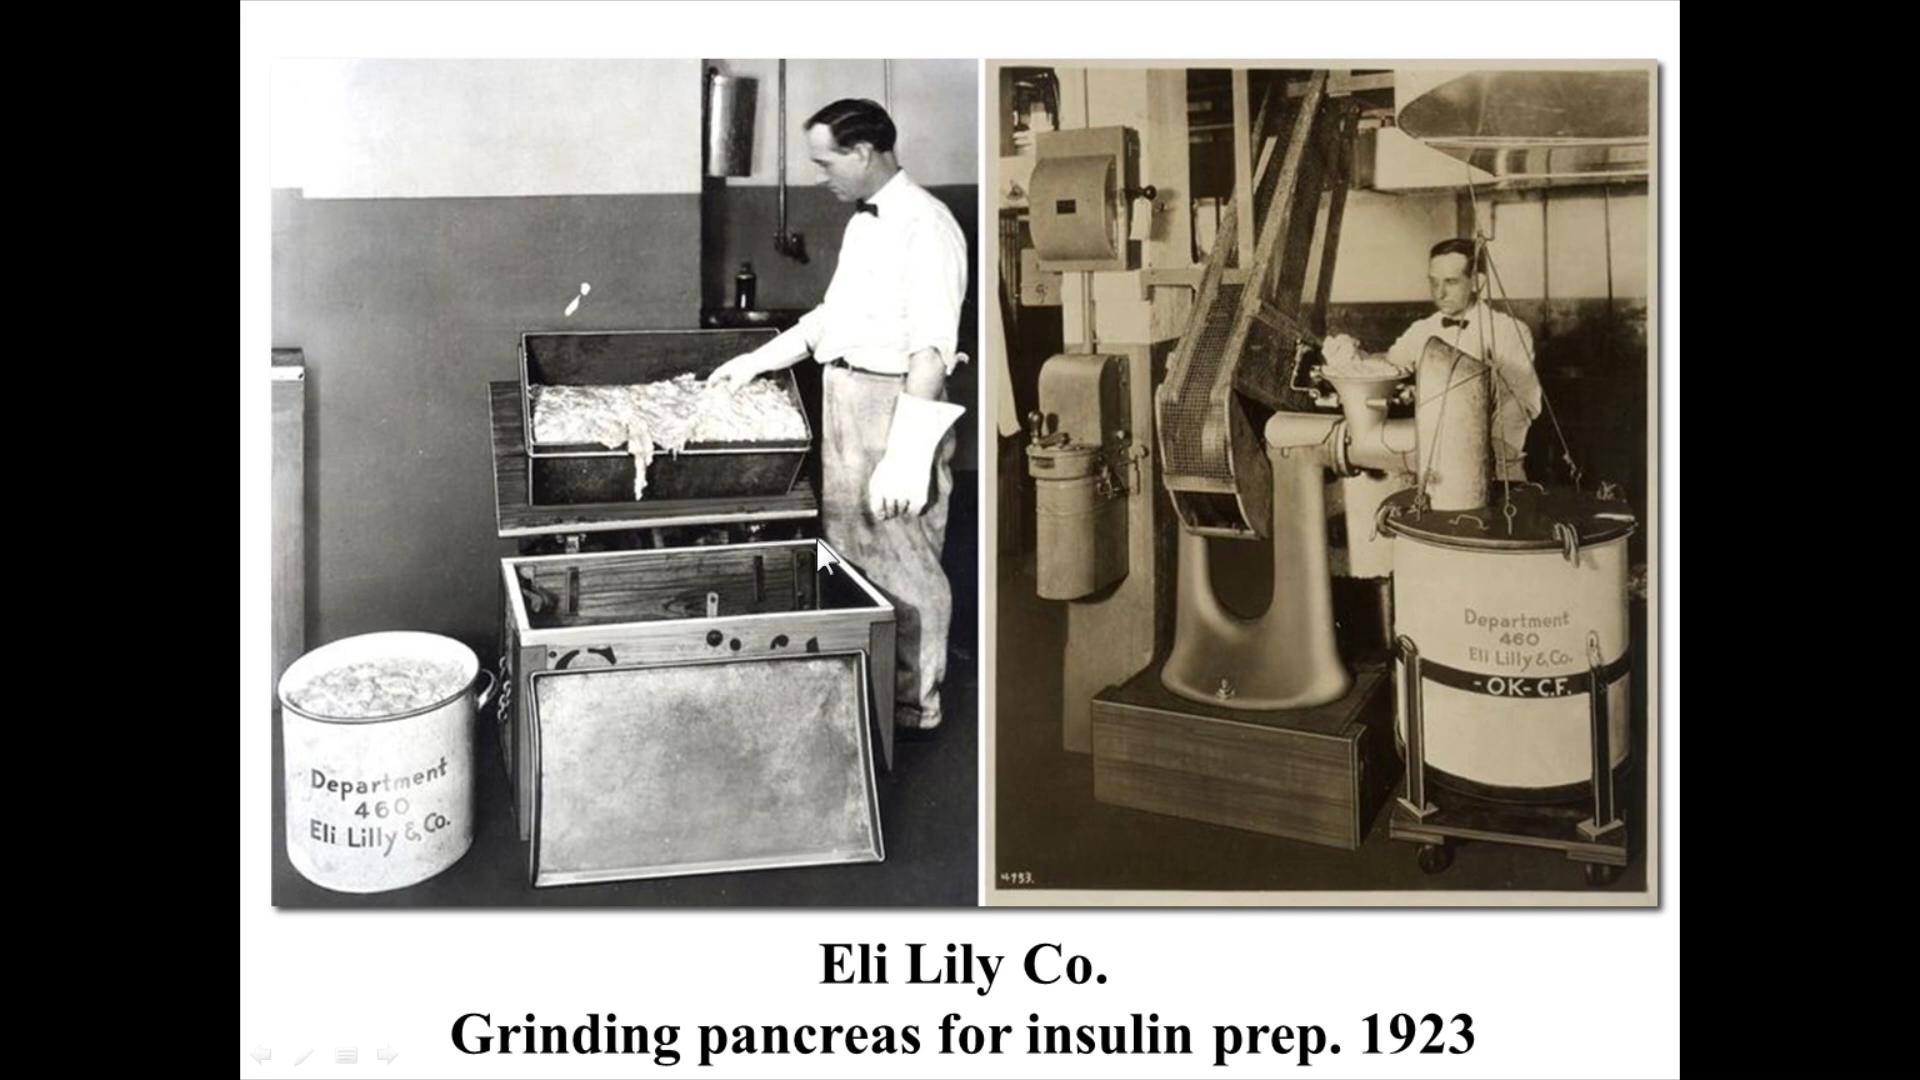 Department
460
Eli Lilly & Co.
Department
460
Eli Lilly & Co.
- OK - C.F.
4753.
Eli Lily Co.
Grinding pancreas for insulin prep. 1923